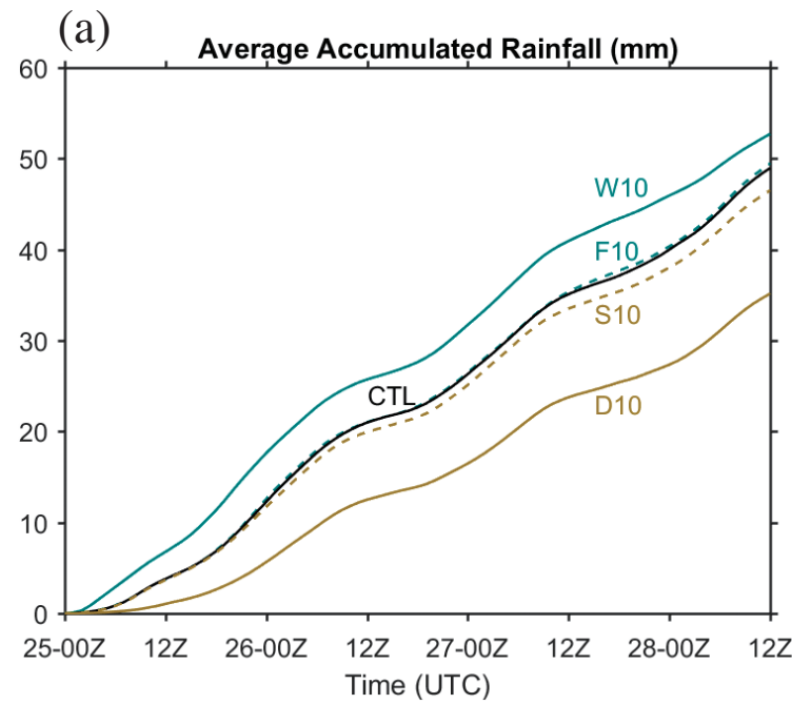 (a)
Average Accumulated Rainfall (mm)
60
50
40
30
20
10
0
W10
F10
S10
CTL
D10
25-00Z 12Z 26-00Z 12Z 27-00Z 12Z 28-00Z 12Z
Time (UTC)